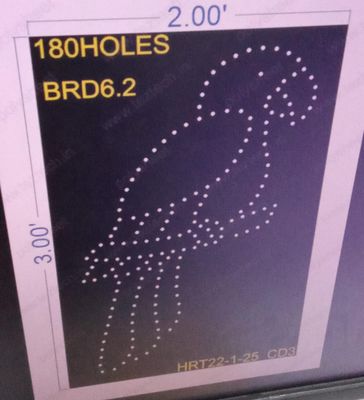 2.00'
180HOLES
BRD6.2
3.00'
HRT22-1-25 CD3